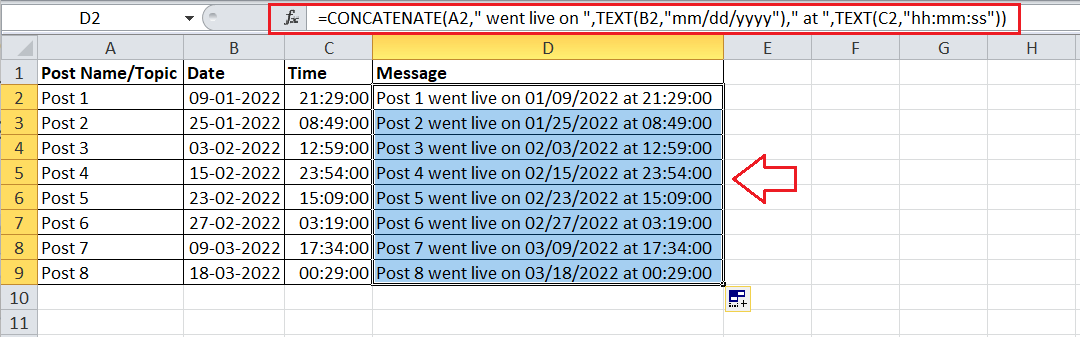 D2 fx =CONCATENATE(A2," went live on ",TEXT(B2,"mm/dd/yyyy")," at ",TEXT(C2,"hh:mm:ss"))
A B C D E F G H
1 Post Name/Topic Date Time Message
2 Post 1 09-01-2022 21:29:00 Post 1 went live on 01/09/2022 at 21:29:00
3 Post 2 25-01-2022 08:49:00 Post 2 went live on 01/25/2022 at 08:49:00
4 Post 3 03-02-2022 12:59:00 Post 3 went live on 02/03/2022 at 12:59:00
5 Post 4 15-02-2022 23:54:00 Post 4 went live on 02/15/2022 at 23:54:00
6 Post 5 23-02-2022 15:09:00 Post 5 went live on 02/23/2022 at 15:09:00
7 Post 6 27-02-2022 03:19:00 Post 6 went live on 02/27/2022 at 03:19:00
8 Post 7 09-03-2022 17:34:00 Post 7 went live on 03/09/2022 at 17:34:00
9 Post 8 18-03-2022 00:29:00 Post 8 went live on 03/18/2022 at 00:29:00
10
11